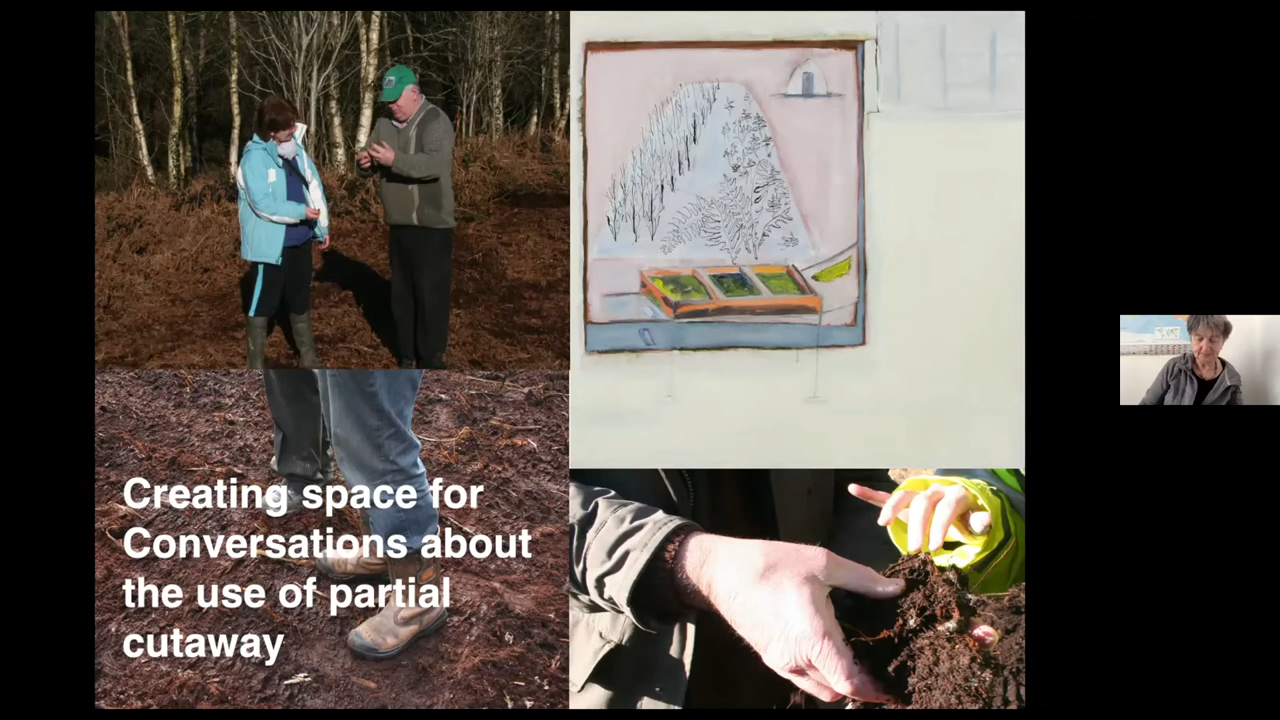 Creating space for
Conversations about
the use of partial
cutaway